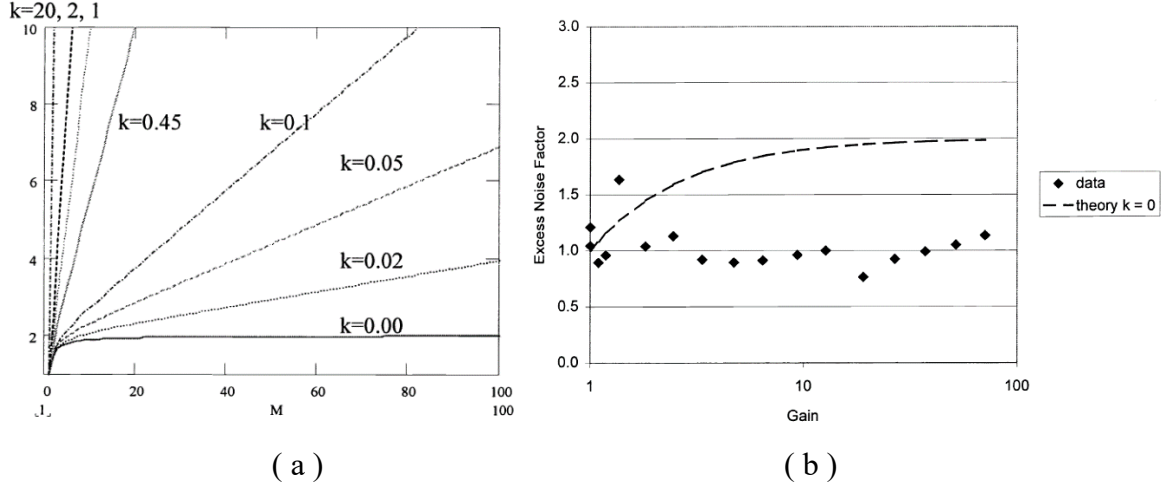 k=20, 2, 1
10
8
6
4
2
k=0.45
k=0.1
k=0.05
k=0.02
k=0.00
0 20 40 60 80 100
1 M 100
( a )
Excess Noise Factor
3.0
2.5
2.0
1.5
1.0
0.5
0.0
1 10 100
Gain
data
theory k = 0
( b )